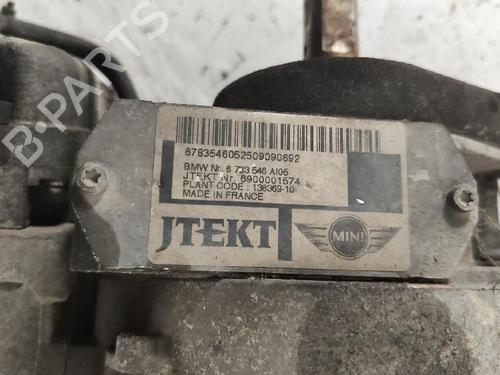 6783546052509090692
BMW Nr. 6 783 546 AI05
JTEKT Nr. 6900001574
PLANT CODE : 138369-10
MADE IN FRANCE
JTEKT
MINI
B-PARTS